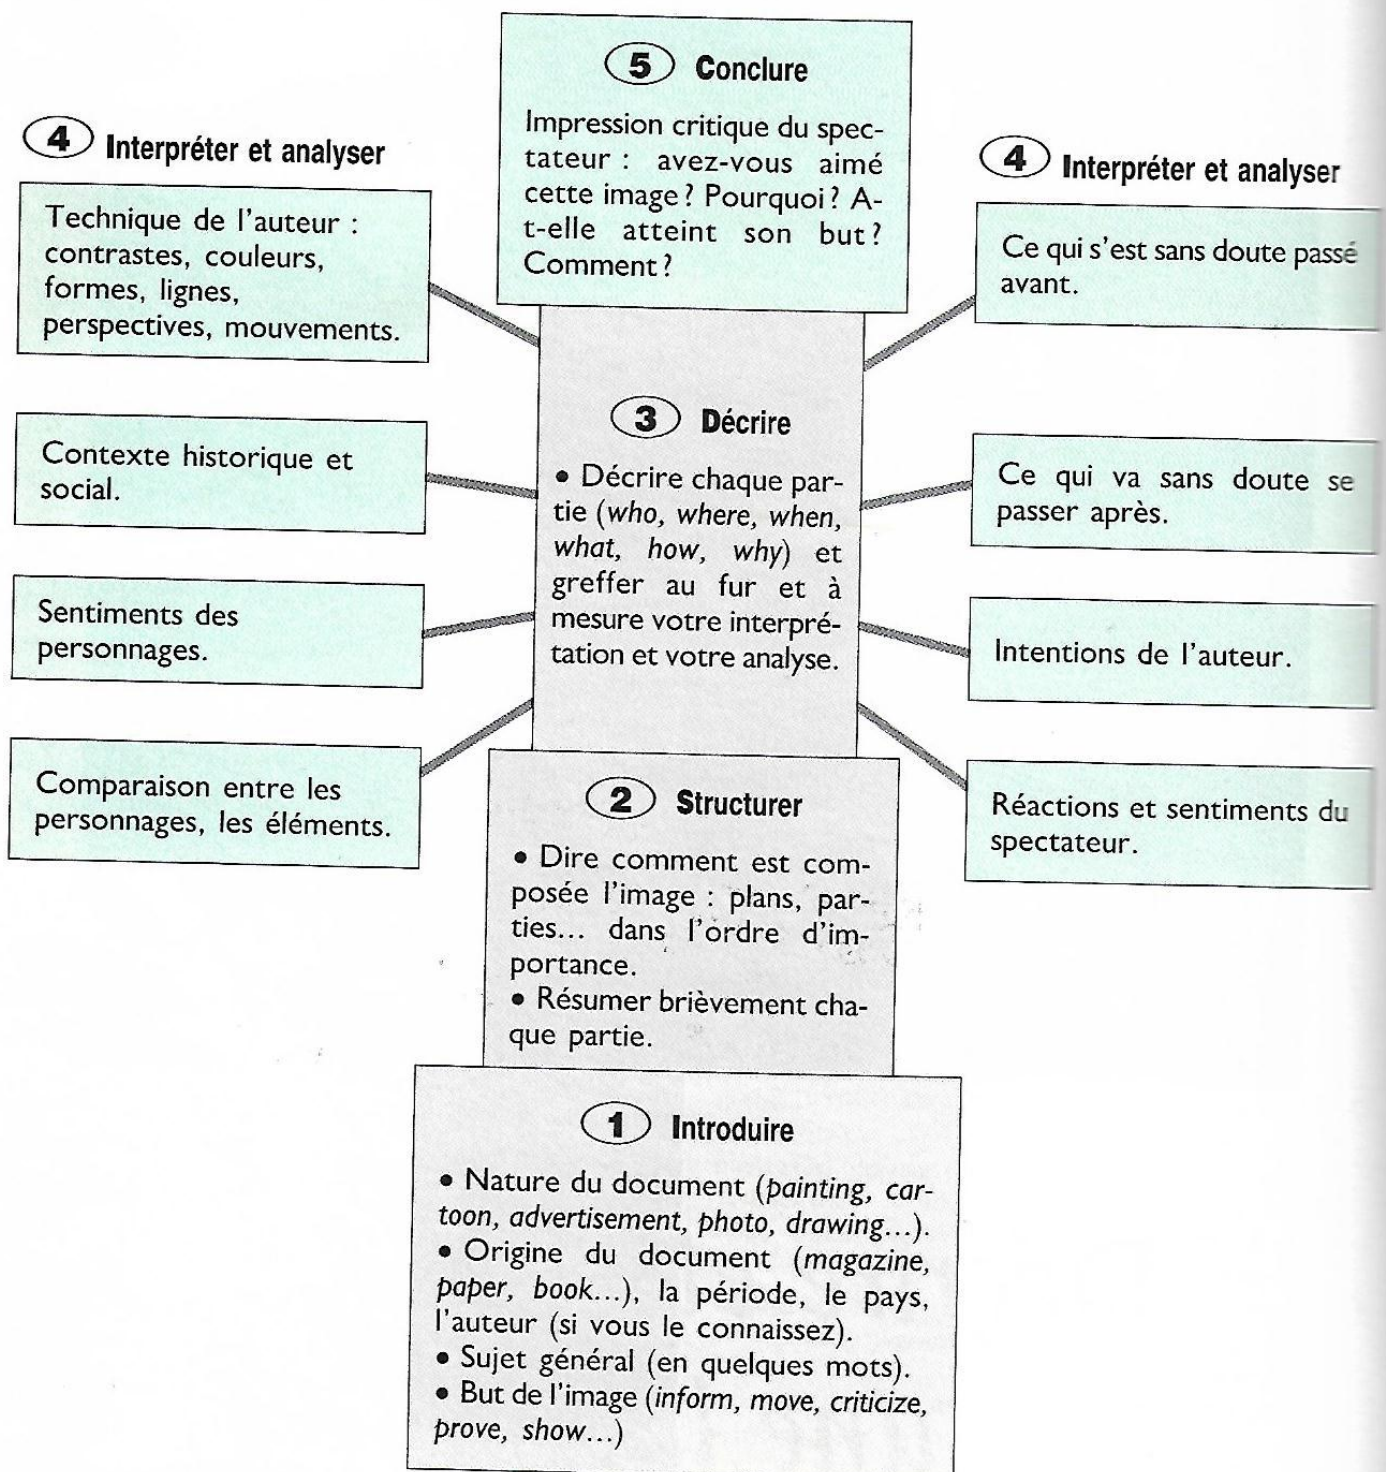 5 Conclure
Impression critique du spec-
tateur : avez-vous aimé
cette image ? Pourquoi ? A-
t-elle atteint son but ?
Comment ?
4 Interpréter et analyser
Technique de l'auteur :
contrastes, couleurs,
formes, lignes,
perspectives, mouvements.
Contexte historique et
social.
Sentiments des
personnages.
Comparaison entre les
personnages, les éléments.
4 Interpréter et analyser
Ce qui s'est sans doute passé
avant.
Ce qui va sans doute se
passer après.
Intentions de l'auteur.
Réactions et sentiments du
spectateur.
3 Décrire
• Décrire chaque par-
tie (who, where, when,
what, how, why) et
greffer au fur et à
mesure votre interpré-
tation et votre analyse.
2 Structurer
• Dire comment est com-
posée l'image : plans, par-
ties... dans l'ordre d'im-
portance.
• Résumer brièvement cha-
que partie.
1 Introduire
• Nature du document (painting, car-
toon, advertisement, photo, drawing...).
• Origine du document (magazine,
paper, book...), la période, le pays,
l'auteur (si vous le connaissez).
• Sujet général (en quelques mots).
• But de l'image (inform, move, criticize,
prove, show...)